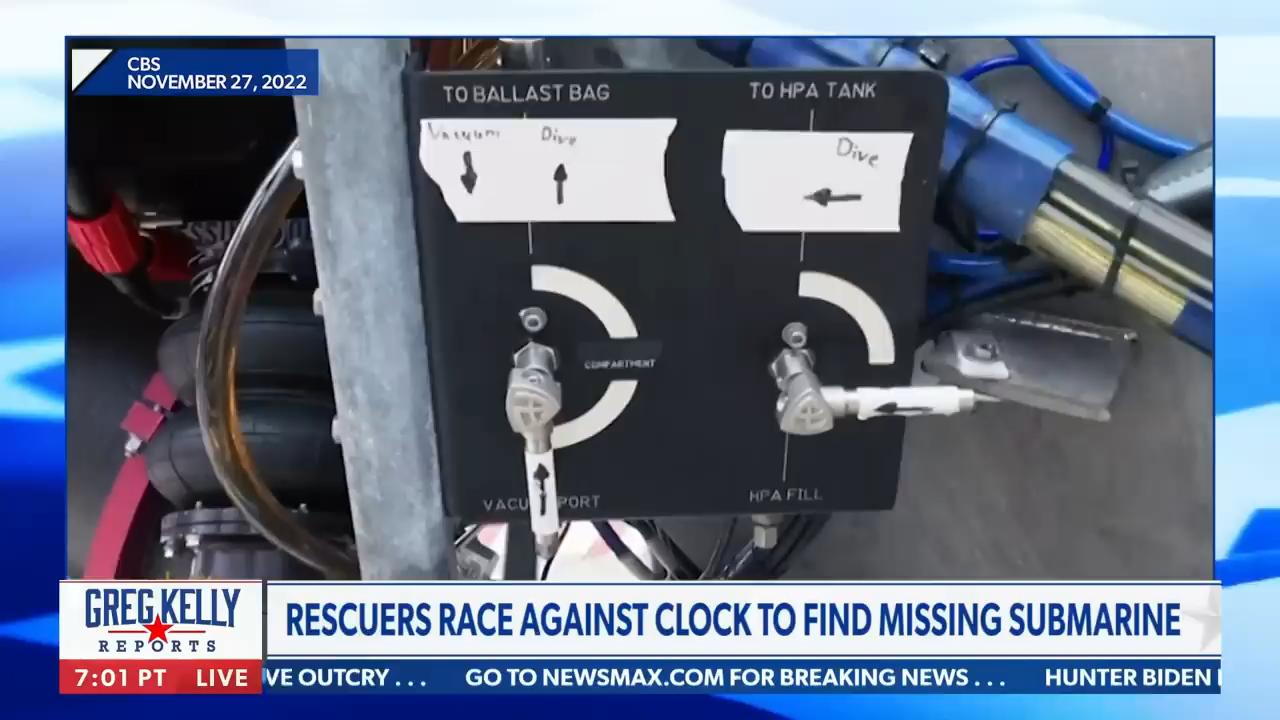 CBS
NOVEMBER 27, 2022
TO BALLAST BAG
TO HPA TANK
Vacuum Dive
Dive
COMPARTMENT
VACU PORT
HPA FILL
GREG KELLY
REPORTS
RESCUERS RACE AGAINST CLOCK TO FIND MISSING SUBMARINE
7:01 PT LIVE
VE OUTCRY . . . GO TO NEWSMAX.COM FOR BREAKING NEWS . . . HUNTER BIDEN